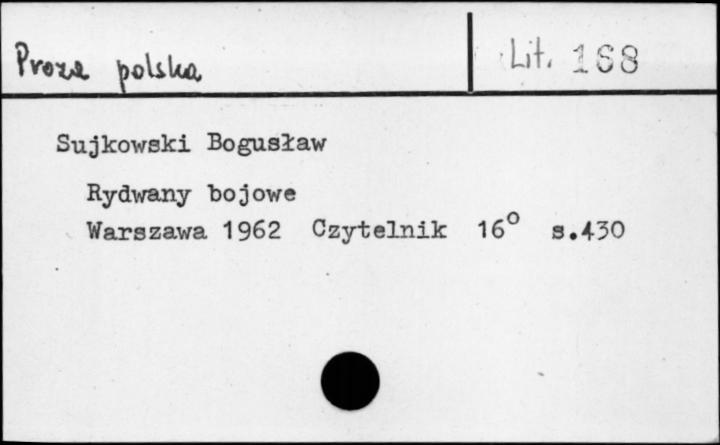 Proza polska
Lit. 168
Sujkowski Bogusław
Rydwany bojowe
Warszawa 1962 Czytelnik 16° s.430